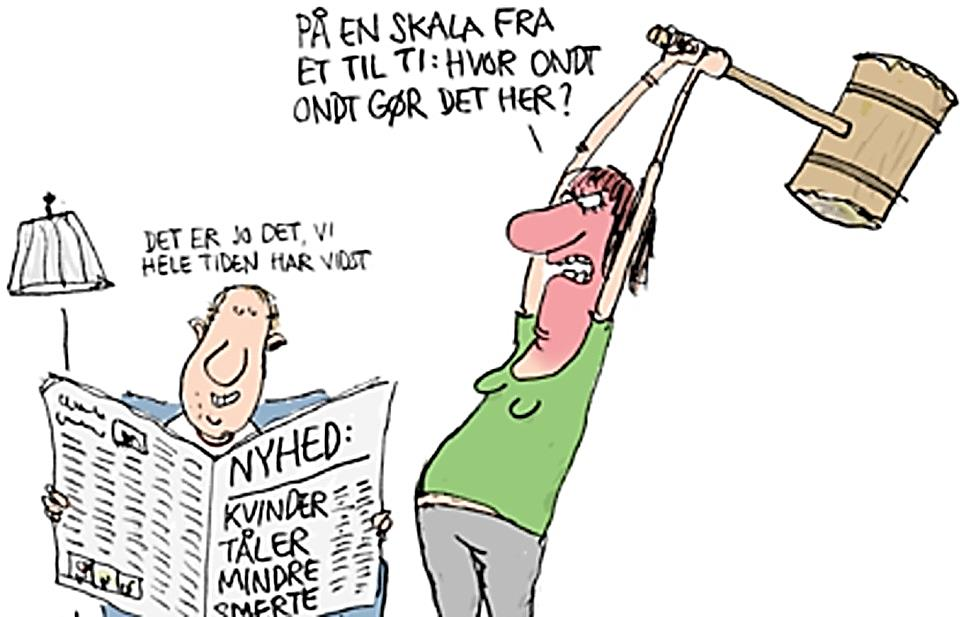 PÅ EN SKALA FRA
ET TIL TI: HVOR ONDT
ONDT GØR DET HER?
DET ER JO DET, VI
HELE TIDEN HAR VIDST
NYHED:
KVINDER
TÅLER
MINDRE
SMERTE